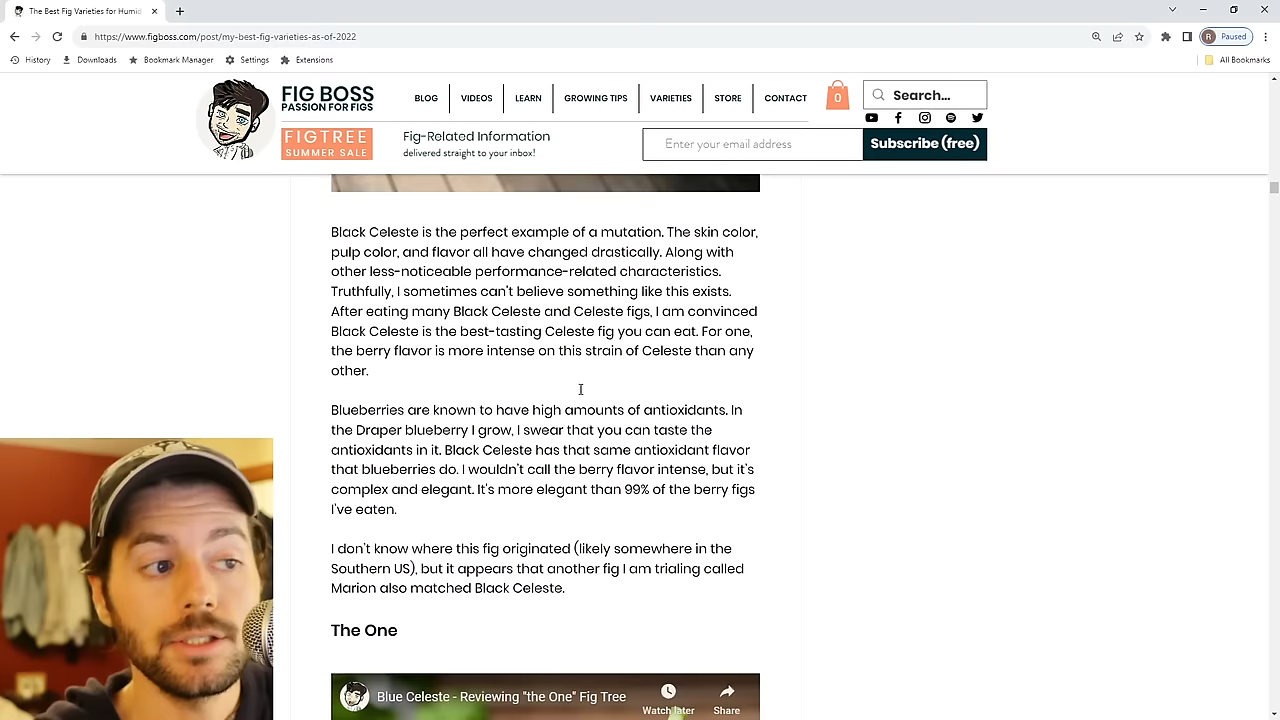 The Best Fig Varieties for Humid
https://www.figboss.com/post/my-best-fig-varieties-as-of-2022
R Paused
History Downloads Bookmark Manager Settings Extensions All Bookmarks
FIG BOSS
PASSION FOR FIGS
BLOG VIDEOS LEARN GROWING TIPS VARIETIES STORE CONTACT
0
Search...
FIGTREE
SUMMER SALE
Fig-Related Information
delivered straight to your inbox!
Enter your email address
Subscribe (free)
Black Celeste is the perfect example of a mutation. The skin color,
pulp color, and flavor all have changed drastically. Along with
other less-noticeable performance-related characteristics.
Truthfully, I sometimes can't believe something like this exists.
After eating many Black Celeste and Celeste figs, I am convinced
Black Celeste is the best-tasting Celeste fig you can eat. For one,
the berry flavor is more intense on this strain of Celeste than any
other.
Blueberries are known to have high amounts of antioxidants. In
the Draper blueberry I grow, I swear that you can taste the
antioxidants in it. Black Celeste has that same antioxidant flavor
that blueberries do. I wouldn't call the berry flavor intense, but it's
complex and elegant. It's more elegant than 99% of the berry figs
I've eaten.
I don't know where this fig originated (likely somewhere in the
Southern US), but it appears that another fig I am trialing called
Marion also matched Black Celeste.
The One
Blue Celeste - Reviewing "the One" Fig Tree
Watch later Share